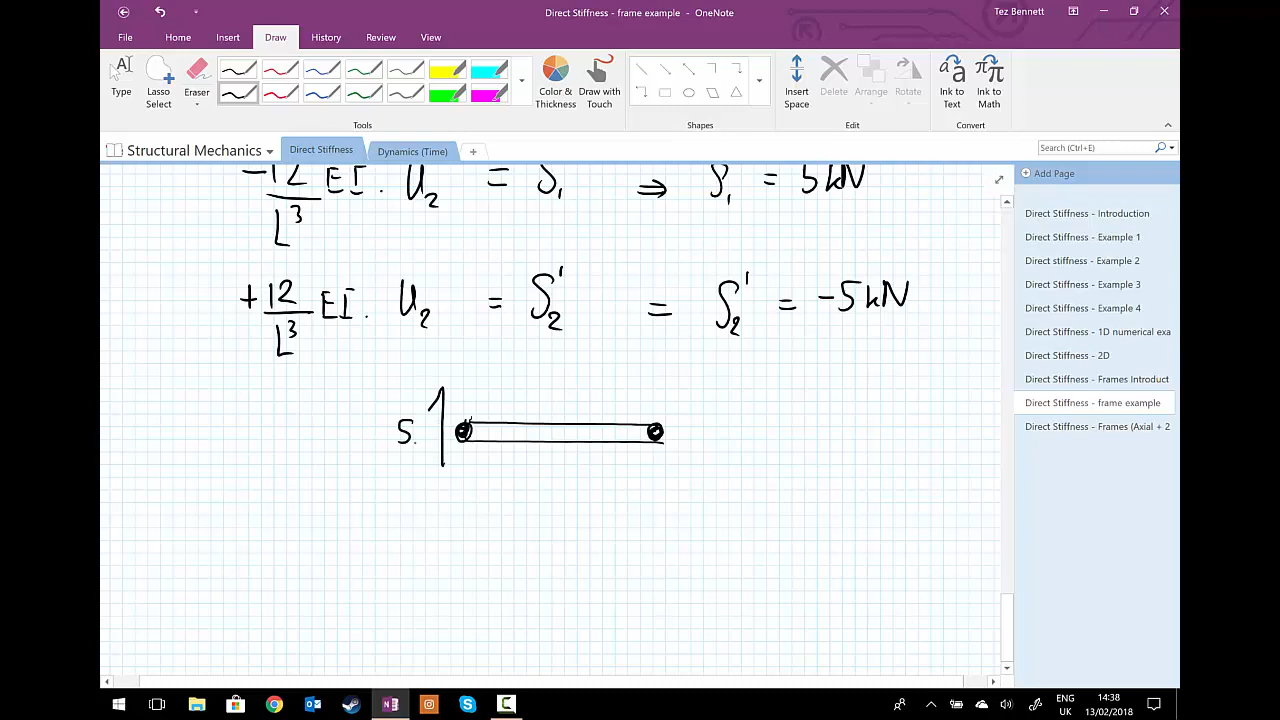 Direct Stiffness - frame example - OneNote
Tez Bennett
File Home Insert Draw History Review View
Type
Lasso Select
Eraser
Color & Thickness
Draw with Touch
Insert Space
Delete
Arrange
Rotate
Ink to Text
Ink to Math
Tools
Shapes
Edit
Convert
Structural Mechanics
Direct Stiffness
Dynamics (Time)
+
Search (Ctrl+E)
Add Page
Direct Stiffness - Introduction
Direct Stiffness - Example 1
Direct stiffness - Example 2
Direct Stiffness - Example 3
Direct Stiffness - Example 4
Direct Stiffness - 1D numerical exa
Direct Stiffness - 2D
Direct Stiffness - Frames Introduct
Direct Stiffness - frame example
Direct Stiffness - Frames (Axial + 2
-12/L³ EI. U₂ = S₁ ⇒ S₁ = 5kN
+12/L³ EI. U₂ = S₂' = S₂' = -5kN
S.
ENG UK
14:38
13/02/2018